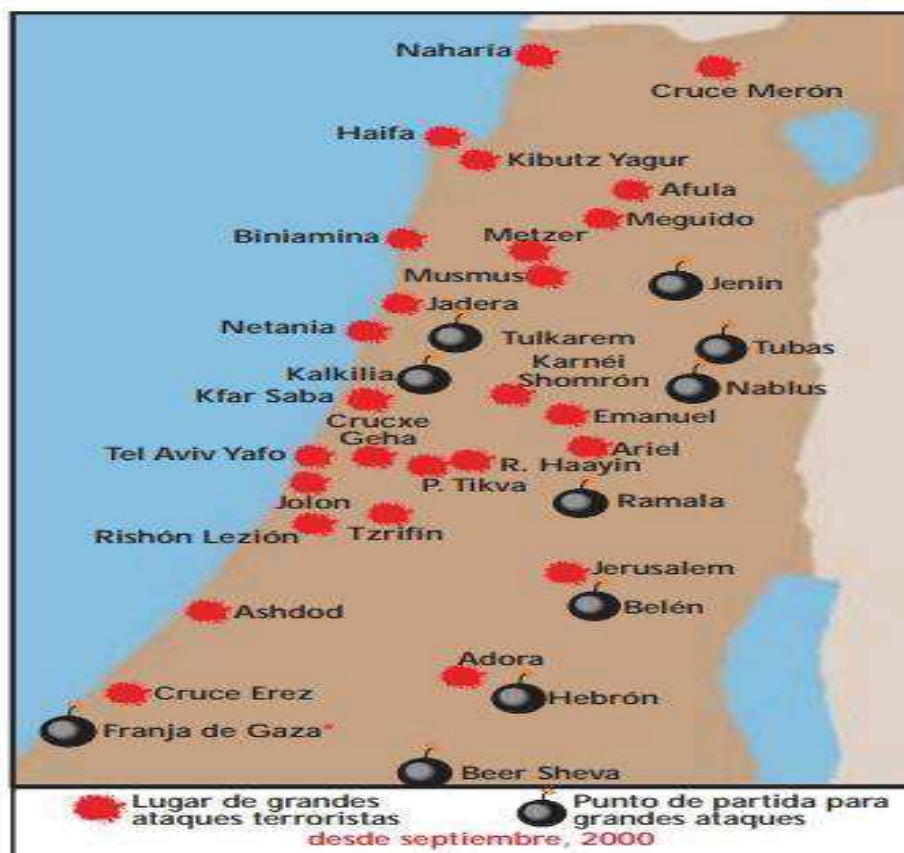 Naharía
Cruce Merón
Haifa
Kibutz Yagur
Afula
Meguido
Biniamina
Metzer
Musmus
Jenin
Jadera
Netania
Tulkarem
Tubas
Karnéi
Shomrón
Kalkilia
Nablus
Kfar Saba
Crucxe
Geha
Emanuel
Tel Aviv Yafo
Ariel
R. Haayin
P. Tikva
Jolon
Ramala
Rishón Lezión
Tzrifín
Jerusalem
Ashdod
Belén
Adora
Cruce Erez
Hebrón
Franja de Gaza*
Beer Sheva
Lugar de grandes
ataques terroristas
Punto de partida para
grandes ataques
desde septiembre, 2000